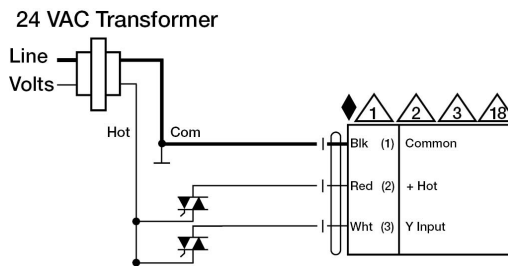 24 VAC Transformer
Line
Volts
Hot
Com
1 2 3 18
Blk (1) Common
Red (2) + Hot
Wht (3) Y Input